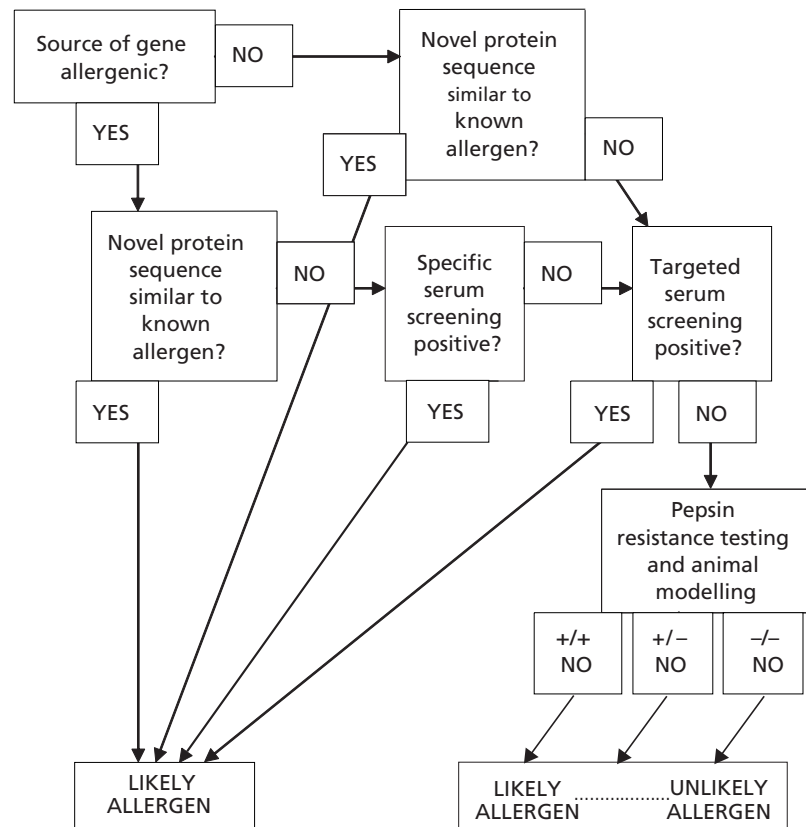 Source of gene
allergenic?
NO
YES
Novel protein
sequence
similar to
known
allergen?
YES
NO
Novel protein
sequence
similar to
known
allergen?
NO
YES
Specific
serum
screening
positive?
NO
YES
Targeted
serum
screening
positive?
YES
NO
Pepsin
resistance testing
and animal
modelling
+/+
NO
+/–
NO
–/–
NO
LIKELY
ALLERGEN
LIKELY
ALLERGEN
....................
UNLIKELY
ALLERGEN